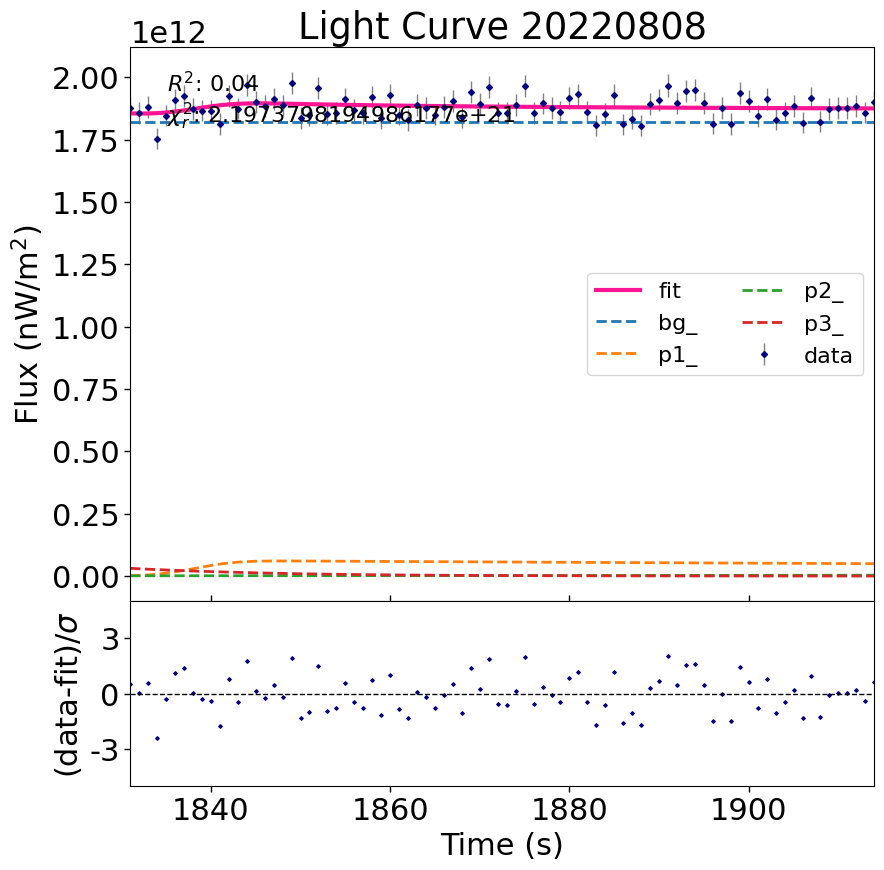 Light Curve 20220808
1e12
R²: 0.04
2.00
1.75
1.50
1.25
1.00
0.75
0.50
0.25
0.00
Flux (nW/m²)
fit
bg_
p1_
p2_
p3_
data
3
0
-3
(data-fit)/σ
1840
1860
1880
1900
Time (s)